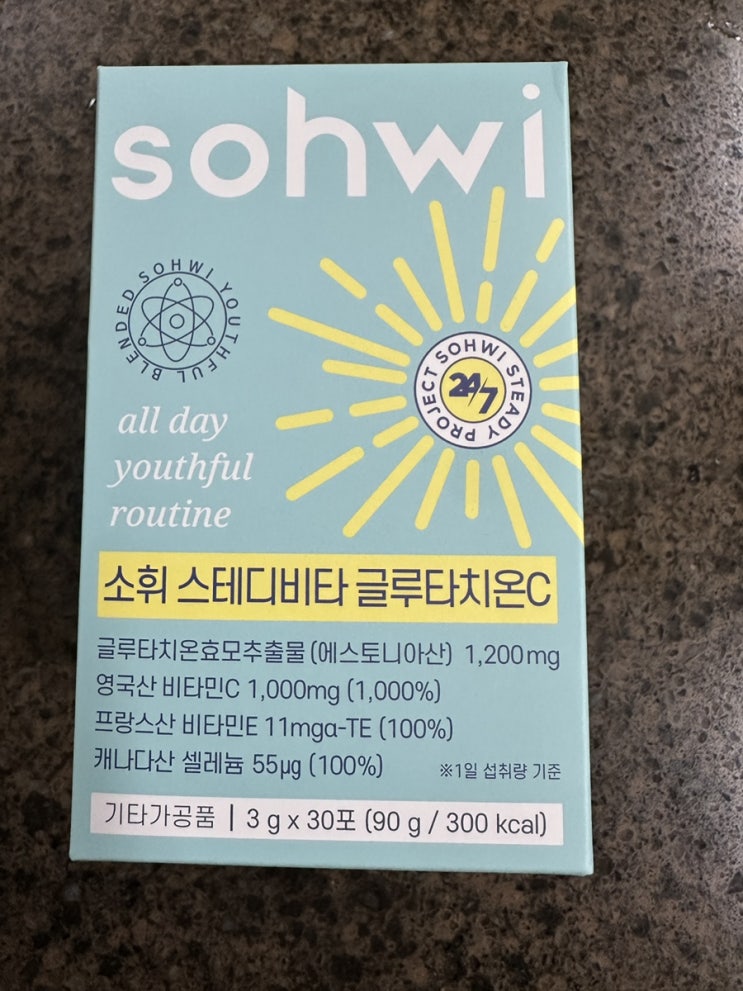 sohwi
BLENDED SOHWI YOUTHFUL
SOHWI STEADY PROJECT
24/7
all day
youthful
routine
소휘 스테디비타 글루타치온C
글루타치온효모추출물 (에스토니아산) 1,200mg
영국산 비타민C 1,000mg (1,000%)
프랑스산 비타민E 11mgα-TE (100%)
캐나다산 셀레늄 55μg (100%)
※1일 섭취량 기준
기타가공품 | 3 g x 30포 (90 g / 300 kcal)